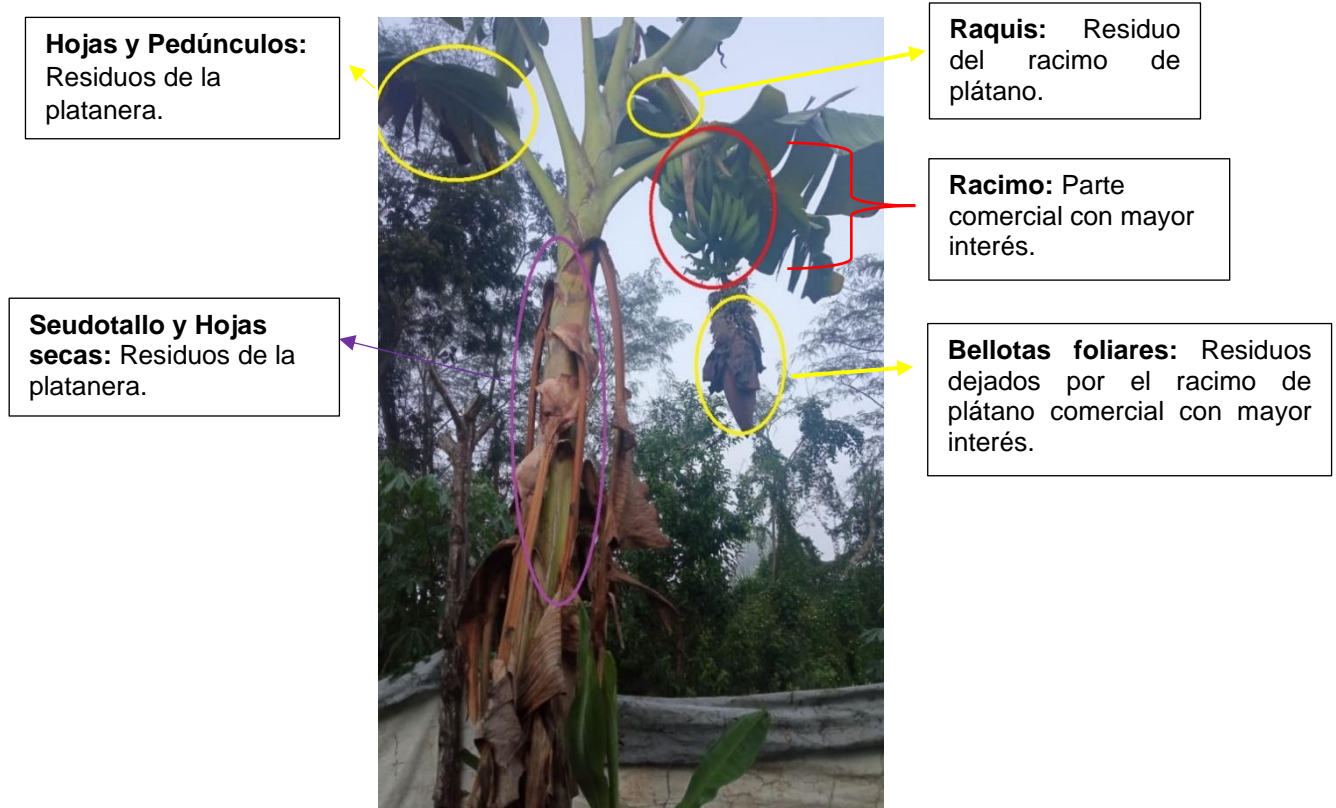 Hojas y Pedúnculos:
Residuos de la
platanera.
Raquis: Residuo
del racimo de
plátano.
Racimo: Parte
comercial con mayor
interés.
Seudotallo y Hojas
secas: Residuos de la
platanera.
Bellotas foliares: Residuos
dejados por el racimo de
plátano comercial con mayor
interés.